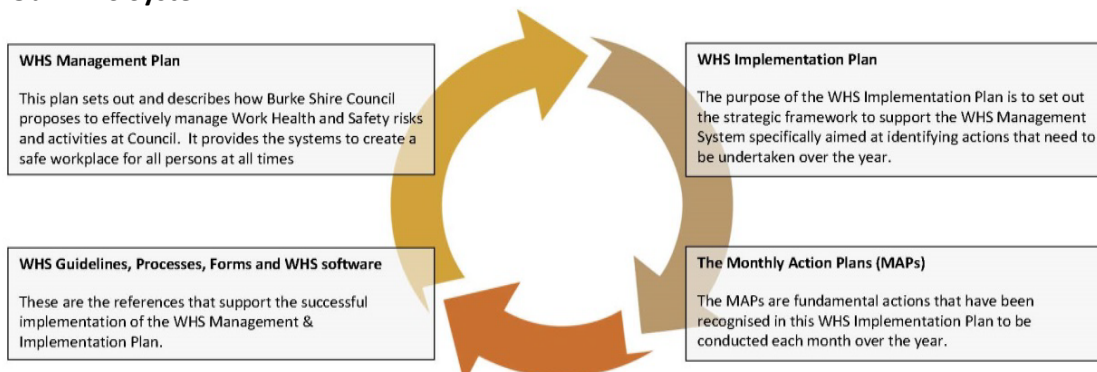 WHS Management Plan
This plan sets out and describes how Burke Shire Council
proposes to effectively manage Work Health and Safety risks
and activities at Council.  It provides the systems to create a
safe workplace for all persons at all times
WHS Implementation Plan
The purpose of the WHS Implementation Plan is to set out
the strategic framework to support the WHS Management
System specifically aimed at identifying actions that need to
be undertaken over the year.
WHS Guidelines, Processes, Forms and WHS software
These are the references that support the successful
implementation of the WHS Management &
Implementation Plan.
The Monthly Action Plans (MAPs)
The MAPs are fundamental actions that have been
recognised in this WHS Implementation Plan to be
conducted each month over the year.